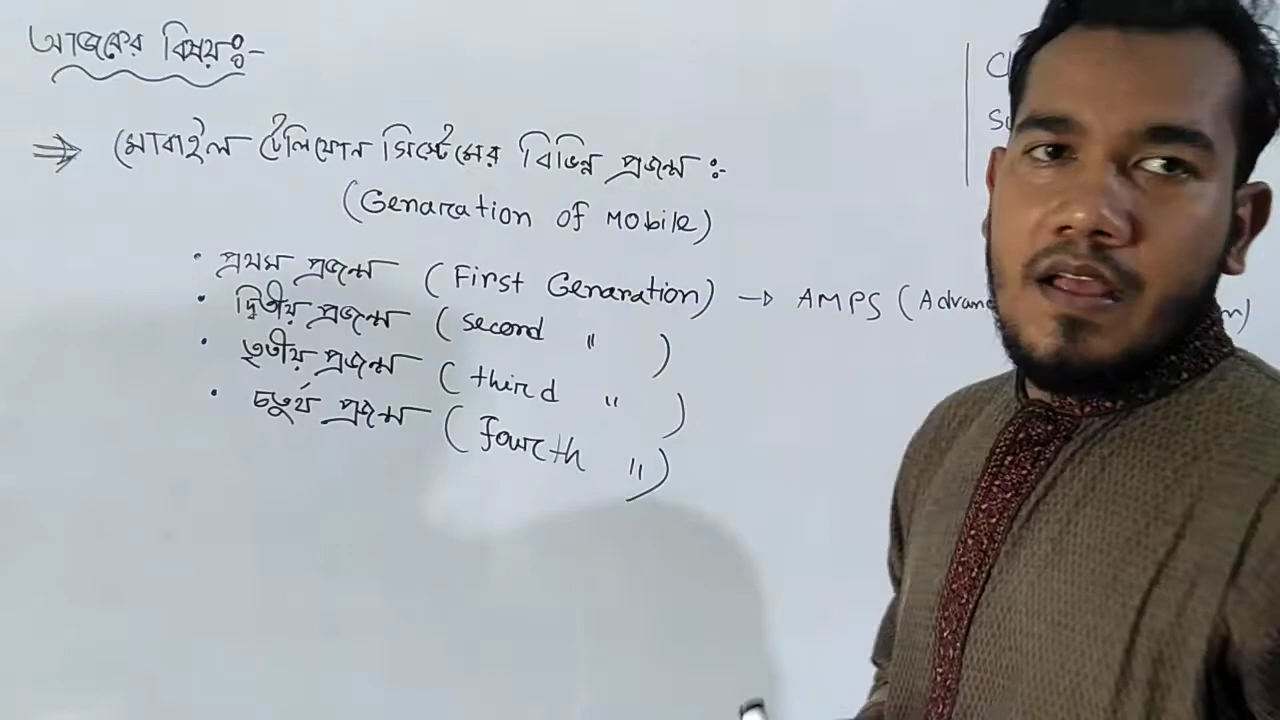 আজকের বিষয়ঃ-
⇒ মোবাইল টেলিফোন সিস্টেমের বিভিন্ন প্রজন্ম ঃ-
(Genaration of Mobile)
• প্রথম প্রজন্ম (First Genaration) → AMPS (Advan
• দ্বিতীয় প্রজন্ম (second " )
• তৃতীয় প্রজন্ম (third " )
• চতুর্থ প্রজন্ম (fourth " )